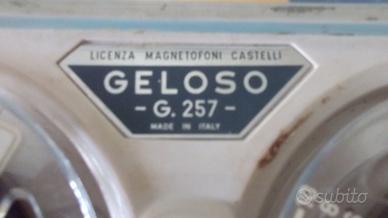 LICENZA MAGNETOFONI CASTELLI
GELOSO
- G. 257 -
MADE IN ITALY
subito